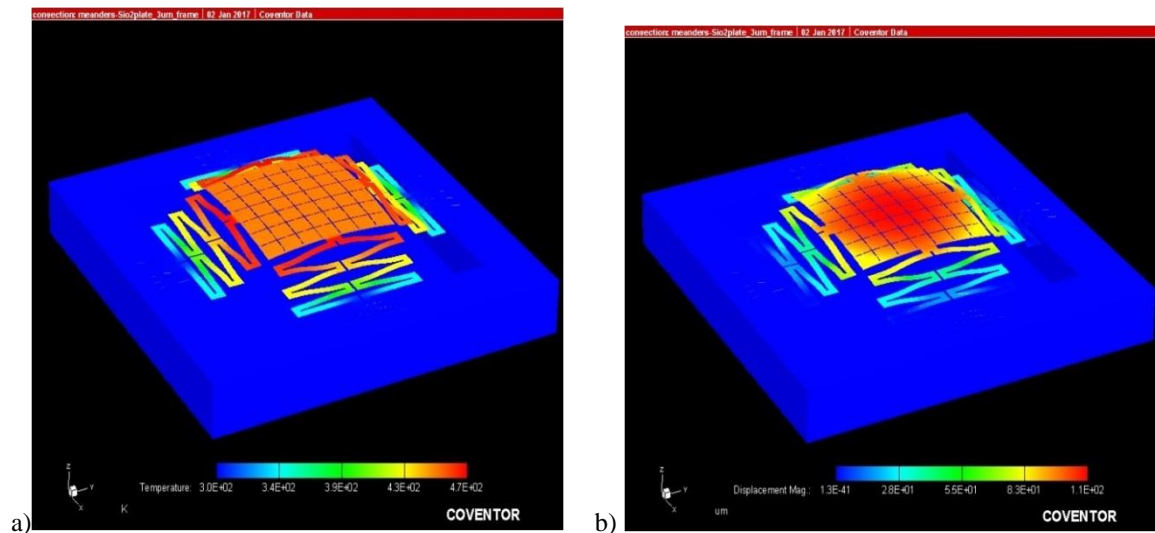 convection: meanders-Sio2plate_3um_frame | 02 Jan 2017 | Coventor Data
Z
Y
X
Temperature: 3.0E+02 3.4E+02 3.9E+02 4.3E+02 4.7E+02
K
COVENTOR
a)
convection: meanders-Sio2plate_3um_frame | 02 Jan 2017 | Coventor Data
Z
Y
X
Displacement Mag.: 1.3E-41 2.8E+01 5.5E+01 8.3E+01 1.1E+02
um
COVENTOR
b)